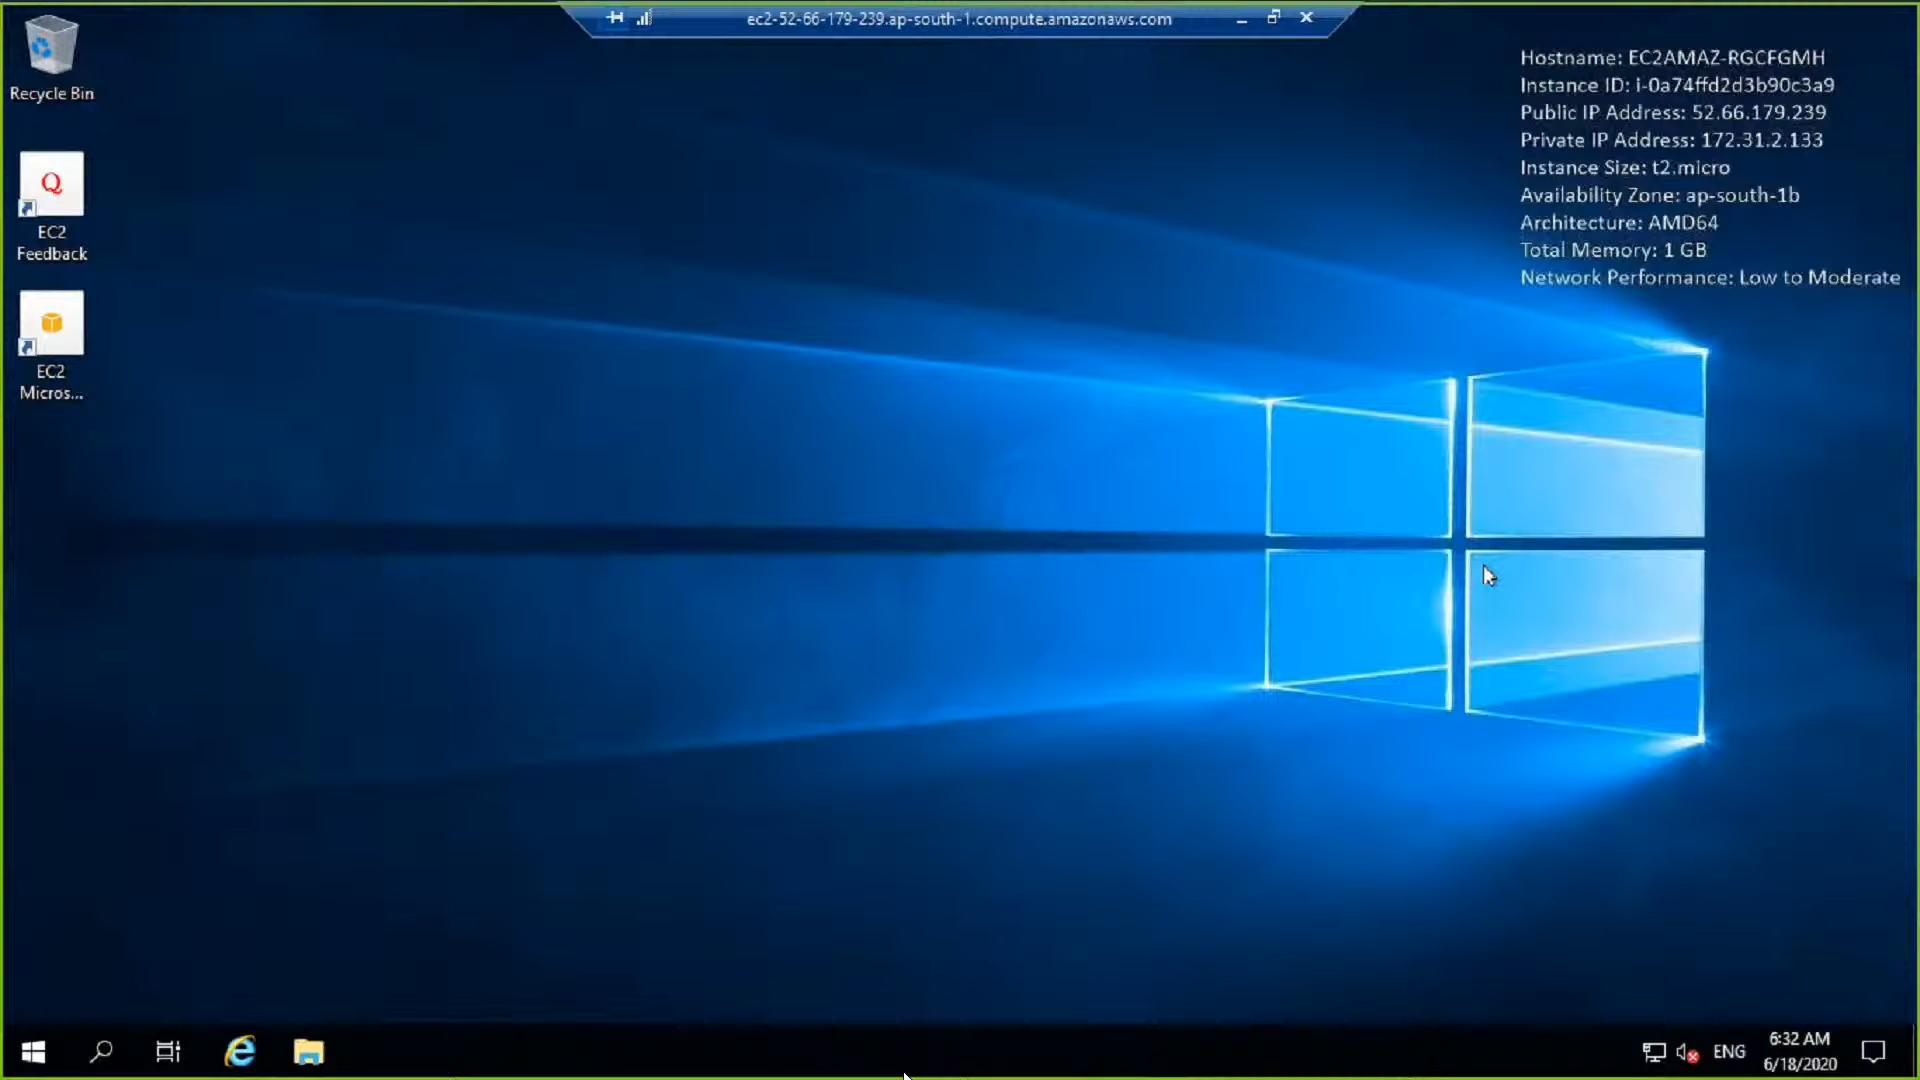 ec2-52-66-179-239.ap-south-1.compute.amazonaws.com
Recycle Bin
Q
EC2
Feedback
EC2
Micros...
Hostname: EC2AMAZ-RGCFGMH
Instance ID: i-0a74ffd2d3b90c3a9
Public IP Address: 52.66.179.239
Private IP Address: 172.31.2.133
Instance Size: t2.micro
Availability Zone: ap-south-1b
Architecture: AMD64
Total Memory: 1 GB
Network Performance: Low to Moderate
ENG
6:32 AM
6/18/2020